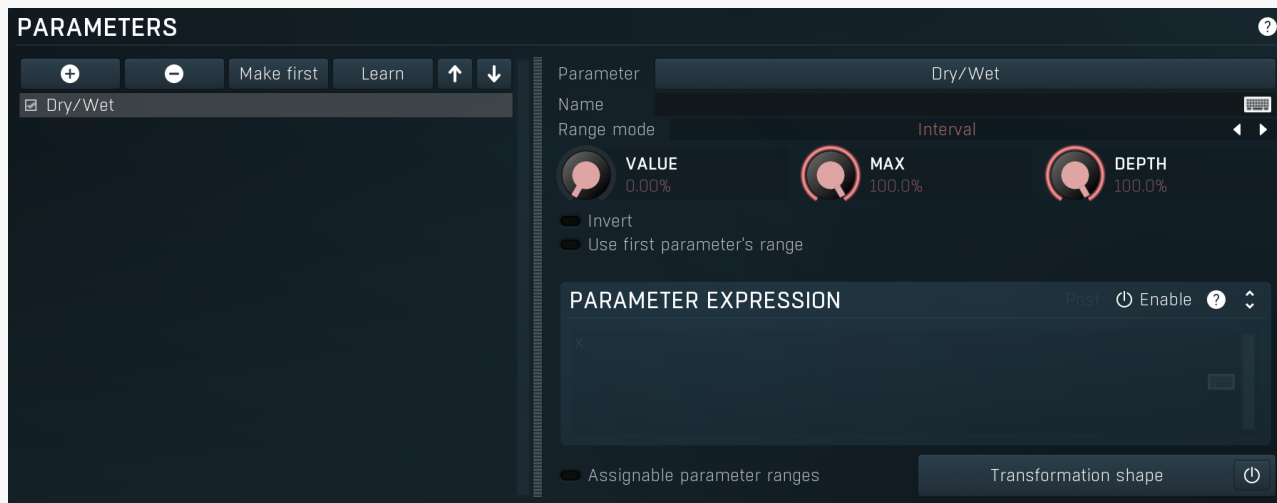 PARAMETERS
?
Make first Learn
Dry/Wet
Parameter Dry/Wet
Name
Range mode Interval
VALUE
0.00%
MAX
100.0%
DEPTH
100.0%
Invert
Use first parameter's range
PARAMETER EXPRESSION Post Enable ?
x
Assignable parameter ranges Transformation shape